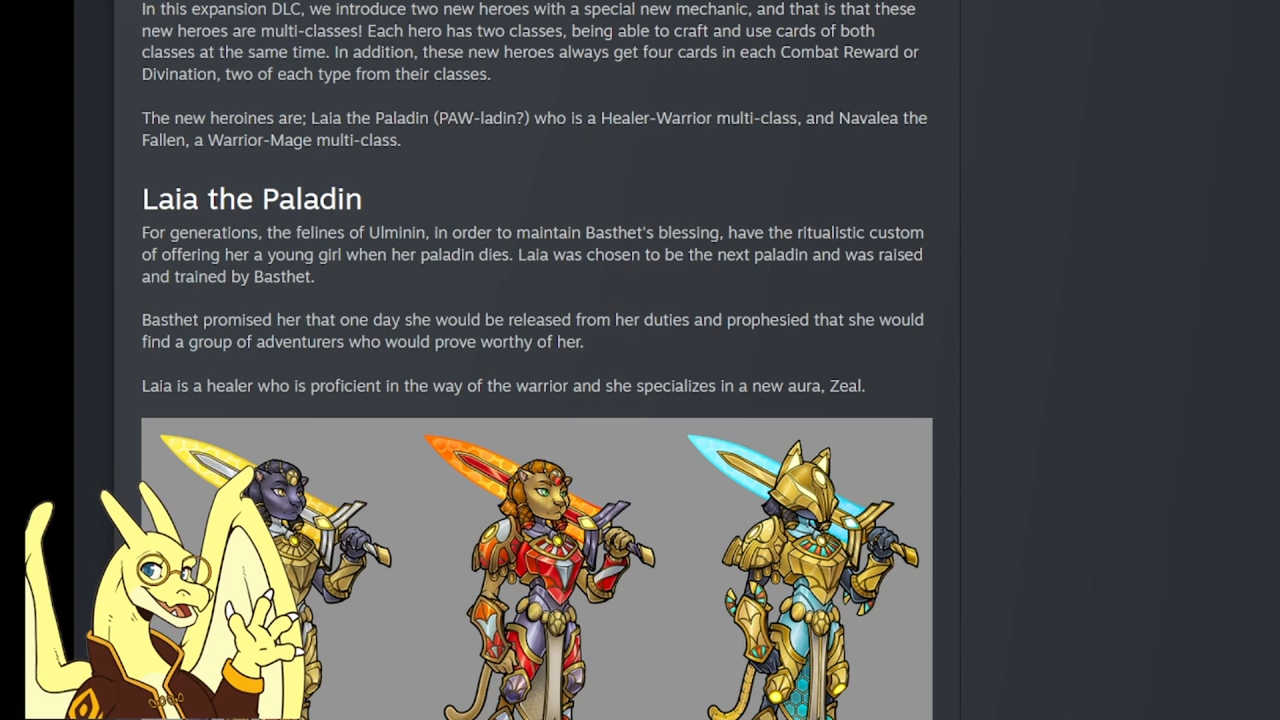 In this expansion DLC, we introduce two new heroes with a special new mechanic, and that is that these
new heroes are multi-classes! Each hero has two classes, being able to craft and use cards of both
classes at the same time. In addition, these new heroes always get four cards in each Combat Reward or
Divination, two of each type from their classes.
The new heroines are; Laia the Paladin (PAW-ladin?) who is a Healer-Warrior multi-class, and Navalea the
Fallen, a Warrior-Mage multi-class.
Laia the Paladin
For generations, the felines of Ulminin, in order to maintain Basthet's blessing, have the ritualistic custom
of offering her a young girl when her paladin dies. Laia was chosen to be the next paladin and was raised
and trained by Basthet.
Basthet promised her that one day she would be released from her duties and prophesied that she would
find a group of adventurers who would prove worthy of her.
Laia is a healer who is proficient in the way of the warrior and she specializes in a new aura, Zeal.